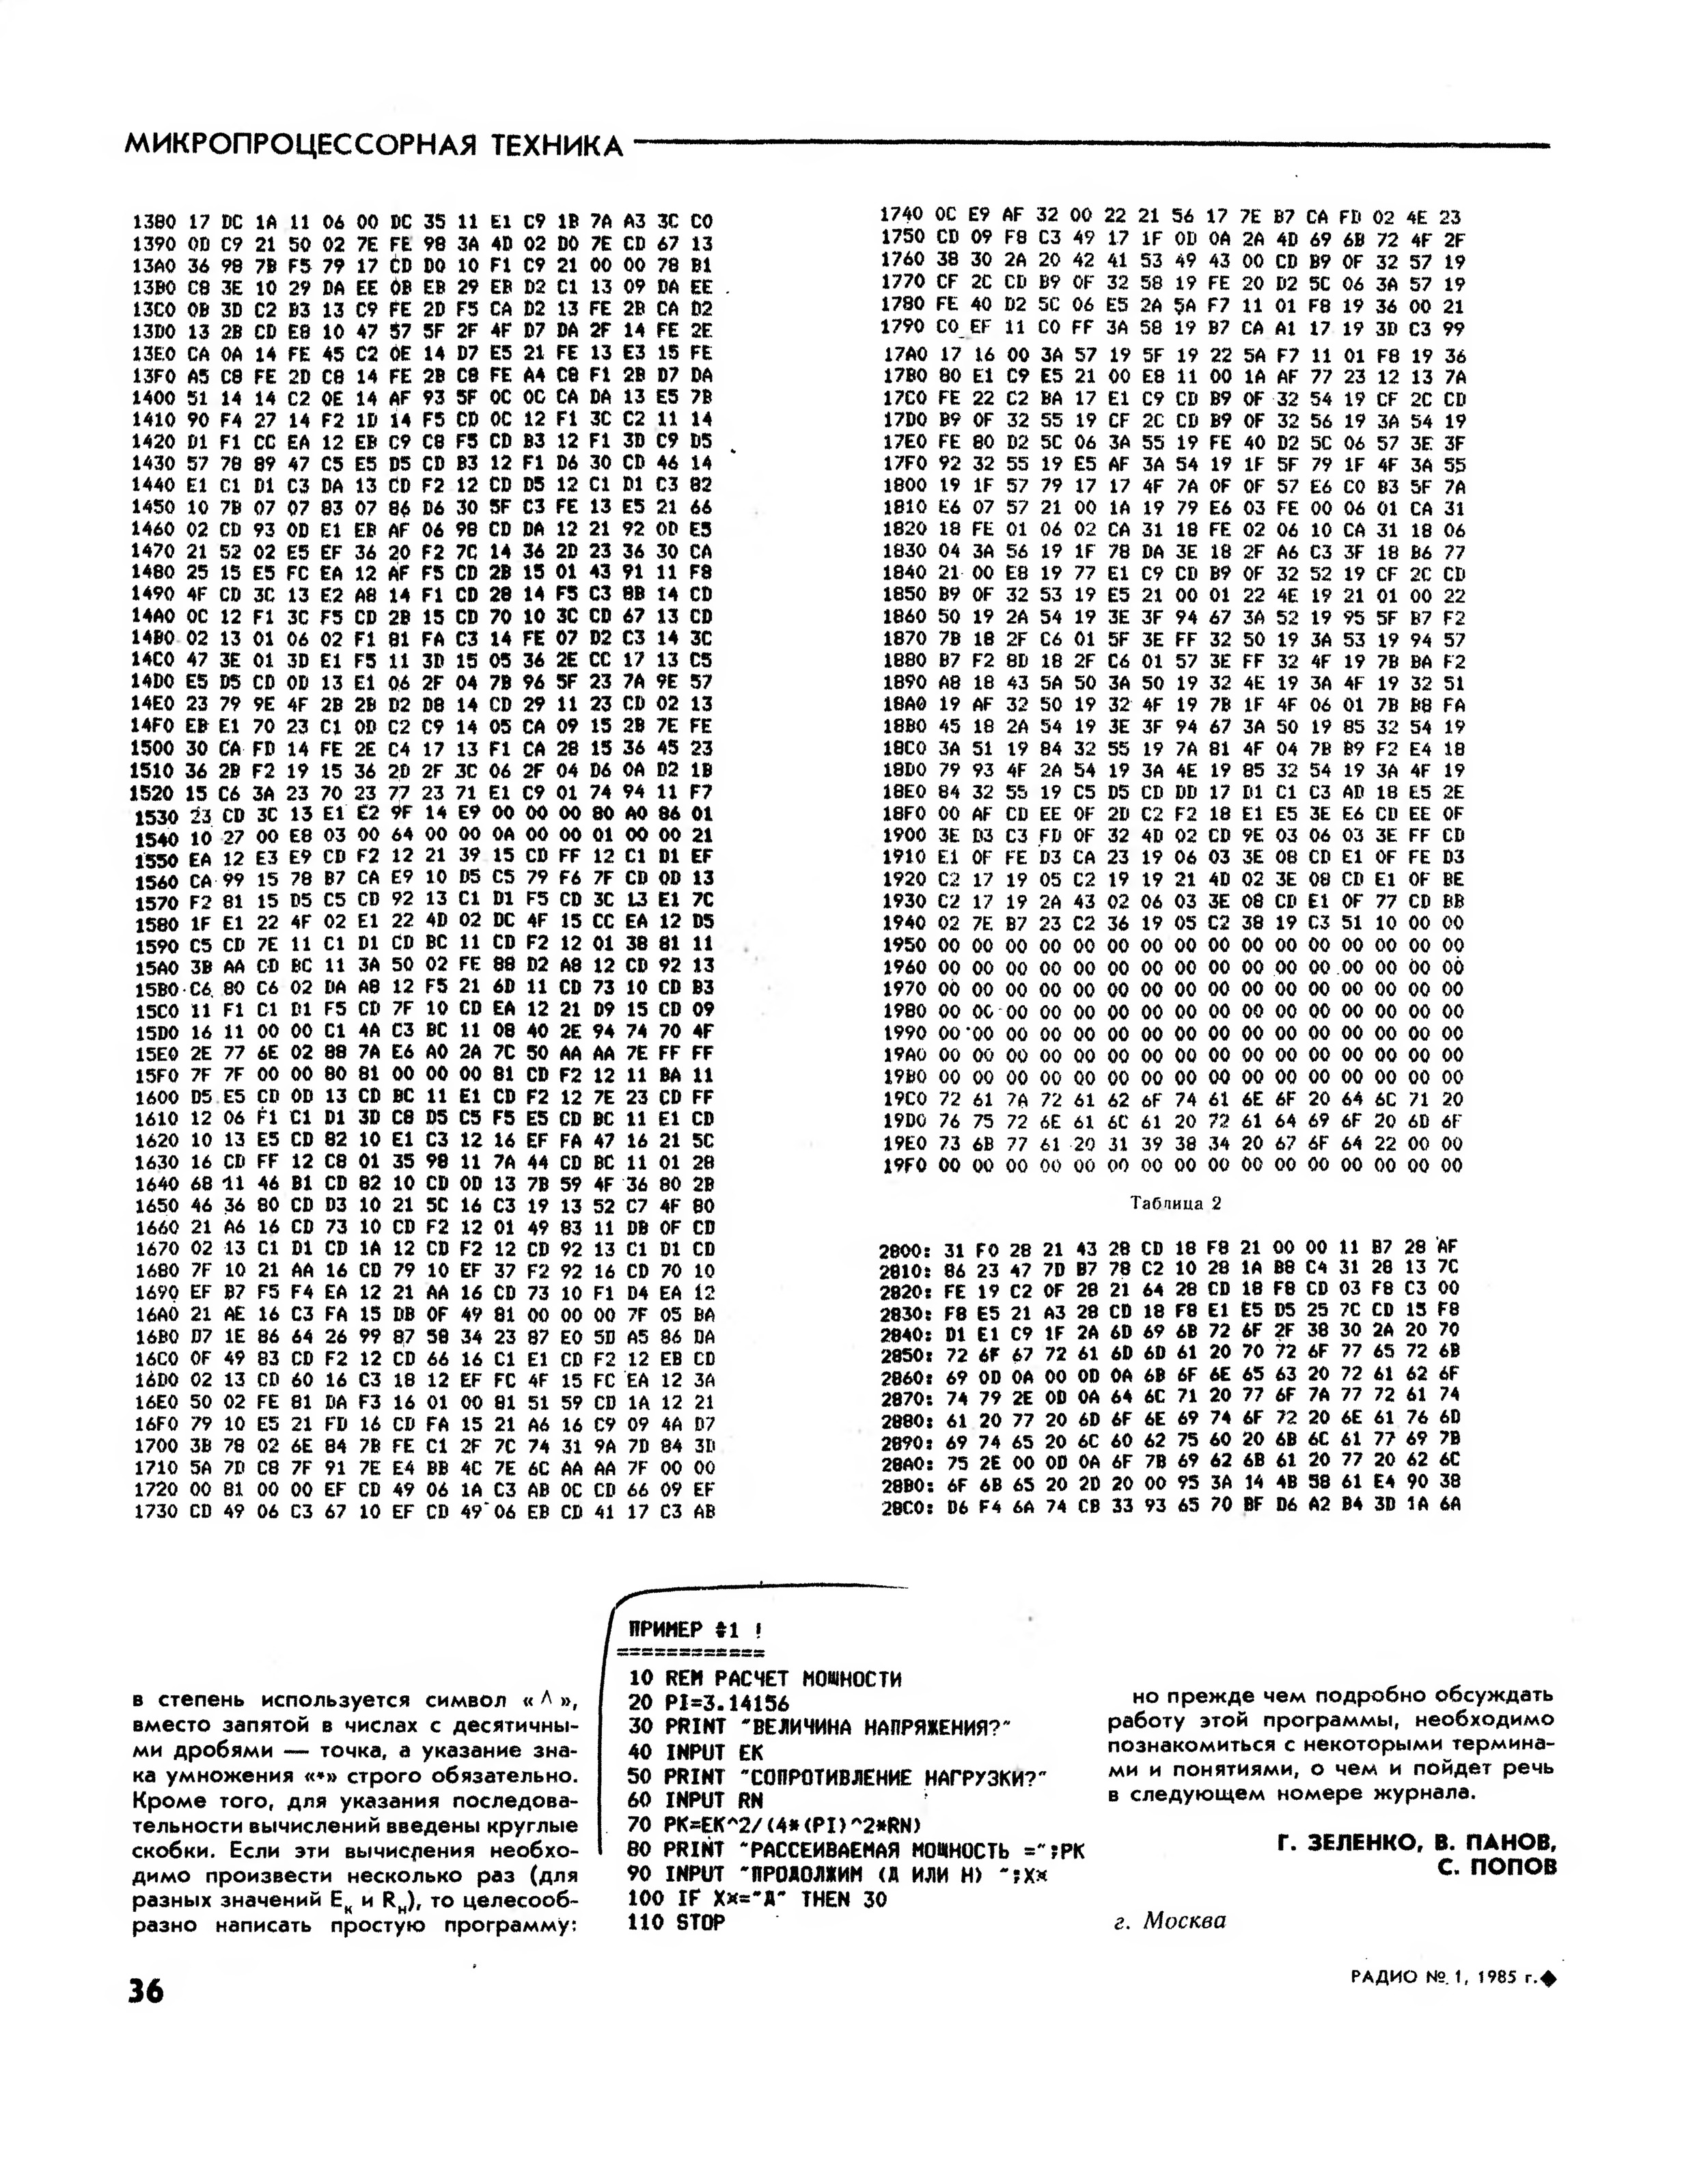 МИКРОПРОЦЕССОРНАЯ ТЕХНИКА
1380 17 DC 1A 11 06 00 DC 35 11 E1 C9 1B 7A A3 3C C0
1390 0D C9 21 50 02 7E FE 98 3A 4D 02 D0 7E CD 67 13
13A0 36 98 7B F5 79 17 CD D0 10 F1 C9 21 00 00 78 B1
13B0 C8 3E 10 29 DA EE 0B EB 29 EB D2 C1 13 09 DA EE
13C0 0B 3D C2 B3 13 C9 FE 2D F5 CA D2 13 FE 2B CA D2
13D0 13 2B CD E8 10 47 57 5F 2F 4F D7 DA 2F 14 FE 2E
13E0 CA 0A 14 FE 45 C2 0E 14 D7 E5 21 FE 13 E3 15 FE
13F0 A5 C8 FE 2D C8 14 FE 2B C8 FE A4 C8 F1 2B D7 DA
1400 51 14 14 C2 0E 14 AF 93 5F 0C 0C CA DA 13 E5 7B
1410 90 F4 27 14 F2 1D 14 F5 CD 0C 12 F1 3C C2 11 14
1420 D1 F1 CC EA 12 EB C9 C8 F5 CD B3 12 F1 3D C9 D5
1430 57 78 89 47 C5 E5 D5 CD B3 12 F1 D6 30 CD 46 14
1440 E1 C1 D1 C3 DA 13 CD F2 12 CD D5 12 C1 D1 C3 82
1450 10 7B 07 07 83 07 86 D6 30 5F C3 FE 13 E5 21 66
1460 02 CD 93 0D E1 EB AF 06 98 CD DA 12 21 92 0D E5
1470 21 52 02 E5 EF 36 20 F2 7C 14 36 2D 23 36 30 CA
1480 25 15 E5 FC EA 12 AF F5 CD 2B 15 01 43 91 11 F8
1490 4F CD 3C 13 E2 A8 14 F1 CD 28 14 F5 C3 8B 14 CD
14A0 0C 12 F1 3C F5 CD 2B 15 CD 70 10 3C CD 67 13 CD
14B0 02 13 01 06 02 F1 81 FA C3 14 FE 07 D2 C3 14 3C
14C0 47 3E 01 3D E1 F5 11 3D 15 05 36 2E CC 17 13 C5
14D0 E5 D5 CD 0D 13 E1 06 2F 04 7B 96 5F 23 7A 9E 57
14E0 23 79 9E 4F 2B 2B D2 D8 14 CD 29 11 23 CD 02 13
14F0 EB E1 70 23 C1 0D C2 C9 14 05 CA 09 15 2B 7E FE
1500 30 CA FD 14 FE 2E C4 17 13 F1 CA 28 15 36 45 23
1510 36 2B F2 19 15 36 2D 2F 3C 06 2F 04 D6 0A D2 1B
1520 15 C6 3A 23 70 23 77 23 71 E1 C9 01 74 94 11 F7
1530 23 CD 3C 13 E1 E2 9F 14 E9 00 00 00 80 A0 86 01
1540 10 27 00 E8 03 00 64 00 00 0A 00 00 01 00 00 21
1550 EA 12 E3 E9 CD F2 12 21 39 15 CD FF 12 C1 D1 EF
1560 CA 99 15 78 B7 CA E9 10 D5 C5 79 F6 7F CD 0D 13
1570 F2 81 15 D5 C5 CD 92 13 C1 D1 F5 CD 3C 13 E1 7C
1580 1F E1 22 4F 02 E1 22 4D 02 DC 4F 15 CC EA 12 D5
1590 C5 CD 7E 11 C1 D1 CD BC 11 CD F2 12 01 38 81 11
15A0 3B AA CD BC 11 3A 50 02 FE 88 D2 A8 12 CD 92 13
15B0 C6 80 C6 02 DA A8 12 F5 21 6D 11 CD 73 10 CD B3
15C0 11 F1 C1 D1 F5 CD 7F 10 CD EA 12 21 D9 15 CD 09
15D0 16 11 00 00 C1 4A C3 BC 11 08 40 2E 94 74 70 4F
15E0 2E 77 6E 02 88 7A E6 A0 2A 7C 50 AA AA 7E FF FF
15F0 7F 7F 00 00 80 81 00 00 00 81 CD F2 12 11 BA 11
1600 D5 E5 CD 0D 13 CD BC 11 E1 CD F2 12 7E 23 CD FF
1610 12 06 F1 C1 D1 3D C8 D5 C5 F5 E5 CD BC 11 E1 CD
1620 10 13 E5 CD 82 10 E1 C3 12 16 EF FA 47 16 21 5C
1630 16 CD FF 12 C8 01 35 98 11 7A 44 CD BC 11 01 28
1640 68 11 46 B1 CD 82 10 CD 0D 13 7B 59 4F 36 80 2B
1650 46 36 80 CD D3 10 21 5C 16 C3 19 13 52 C7 4F 80
1660 21 A6 16 CD 73 10 CD F2 12 01 49 83 11 DB 0F CD
1670 02 13 C1 D1 CD 1A 12 CD F2 12 CD 92 13 C1 D1 CD
1680 7F 10 21 AA 16 CD 79 10 EF 37 F2 92 16 CD 70 10
1690 EF B7 F5 F4 EA 12 21 AA 16 CD 73 10 F1 D4 EA 12
16A0 21 AE 16 C3 FA 15 DB 0F 49 81 00 00 00 7F 05 BA
16B0 D7 1E 86 64 26 99 87 58 34 23 87 E0 5D A5 86 DA
16C0 0F 49 83 CD F2 12 CD 66 16 C1 E1 CD F2 12 EB CD
16D0 02 13 CD 60 16 C3 18 12 EF FC 4F 15 FC EA 12 3A
16E0 50 02 FE 81 DA F3 16 01 00 81 51 59 CD 1A 12 21
16F0 79 10 E5 21 FD 16 CD FA 15 21 A6 16 C9 09 4A D7
1700 3B 78 02 6E 84 7B FE C1 2F 7C 74 31 9A 7D 84 3D
1710 5A 7D C8 7F 91 7E E4 BB 4C 7E 6C AA AA 7F 00 00
1720 00 81 00 00 EF CD 49 06 1A C3 AB 0C CD 66 09 EF
1730 CD 49 06 C3 67 10 EF CD 49 06 EB CD 41 17 C3 AB
1740 0C E9 AF 32 00 22 21 56 17 7E B7 CA FD 02 4E 23
1750 CD 09 F8 C3 49 17 1F 0D 0A 2A 4D 69 6B 72 4F 2F
1760 38 30 2A 20 42 41 53 49 43 00 CD B9 0F 32 57 19
1770 CF 2C CD B9 0F 32 58 19 FE 20 D2 5C 06 3A 57 19
1780 FE 40 D2 5C 06 E5 2A 5A F7 11 01 F8 19 36 00 21
1790 C0 EF 11 C0 FF 3A 58 19 B7 CA A1 17 19 3D C3 99
17A0 17 16 00 3A 57 19 5F 19 22 5A F7 11 01 F8 19 36
17B0 80 E1 C9 E5 21 00 E8 11 00 1A AF 77 23 12 13 7A
17C0 FE 22 C2 BA 17 E1 C9 CD B9 0F 32 54 19 CF 2C CD
17D0 B9 0F 32 55 19 CF 2C CD B9 0F 32 56 19 3A 54 19
17E0 FE 80 D2 5C 06 3A 55 19 FE 40 D2 5C 06 57 3E 3F
17F0 92 32 55 19 E5 AF 3A 54 19 1F 5F 79 1F 4F 3A 55
1800 19 1F 57 79 17 17 4F 7A 0F 0F 57 E6 C0 B3 5F 7A
1810 E6 07 57 21 00 1A 19 79 E6 03 FE 00 06 01 CA 31
1820 18 FE 01 06 02 CA 31 18 FE 02 06 10 CA 31 18 06
1830 04 3A 56 19 1F 78 DA 3E 18 2F A6 C3 3F 18 B6 77
1840 21 00 E8 19 77 E1 C9 CD B9 0F 32 52 19 CF 2C CD
1850 B9 0F 32 53 19 E5 21 00 01 22 4E 19 21 01 00 22
1860 50 19 2A 54 19 3E 3F 94 67 3A 52 19 95 5F B7 F2
1870 7B 18 2F C6 01 5F 3E FF 32 50 19 3A 53 19 94 57
1880 B7 F2 8D 18 2F C6 01 57 3E FF 32 4F 19 7B BA F2
1890 A8 18 43 5A 50 3A 50 19 32 4E 19 3A 4F 19 32 51
18A0 19 AF 32 50 19 32 4F 19 7B 1F 4F 06 01 7B B8 FA
18B0 45 18 2A 54 19 3E 3F 94 67 3A 50 19 85 32 54 19
18C0 3A 51 19 84 32 55 19 7A 81 4F 04 7B B9 F2 E4 18
18D0 79 93 4F 2A 54 19 3A 4E 19 85 32 54 19 3A 4F 19
18E0 84 32 55 19 C5 D5 CD DD 17 D1 C1 C3 AD 18 E5 2E
18F0 00 AF CD EE 0F 2D C2 F2 18 E1 E5 3E E6 CD EE 0F
1900 3E D3 C3 FD 0F 32 4D 02 CD 9E 03 06 03 3E FF CD
1910 E1 0F FE D3 CA 23 19 06 03 3E 08 CD E1 0F FE D3
1920 C2 17 19 05 C2 19 19 21 4D 02 3E 08 CD E1 0F BE
1930 C2 17 19 2A 43 02 06 03 3E 08 CD E1 0F 77 CD BB
1940 02 7E B7 23 C2 36 19 05 C2 38 19 C3 51 10 00 00
1950 00 00 00 00 00 00 00 00 00 00 00 00 00 00 00 00
1960 00 00 00 00 00 00 00 00 00 00 00 00 00 00 00 00
1970 00 00 00 00 00 00 00 00 00 00 00 00 00 00 00 00
1980 00 00 00 00 00 00 00 00 00 00 00 00 00 00 00 00
1990 00 00 00 00 00 00 00 00 00 00 00 00 00 00 00 00
19A0 00 00 00 00 00 00 00 00 00 00 00 00 00 00 00 00
19B0 00 00 00 00 00 00 00 00 00 00 00 00 00 00 00 00
19C0 72 61 7A 72 61 62 6F 74 61 6E 6F 20 64 6C 71 20
19D0 76 75 72 6E 61 6C 61 20 72 61 64 69 6F 20 6D 6F
19E0 73 6B 77 61 20 31 39 38 34 20 67 6F 64 22 00 00
19F0 00 00 00 00 00 00 00 00 00 00 00 00 00 00 00 00
Таблица 2
2800: 31 F0 28 21 43 28 CD 18 F8 21 00 00 11 B7 28 AF
2810: 86 23 47 7D B7 78 C2 10 28 1A B8 C4 31 28 13 7C
2820: FE 19 C2 0F 28 21 64 28 CD 18 F8 CD 03 F8 C3 00
2830: F8 E5 21 A3 28 CD 18 F8 E1 E5 D5 25 7C CD 15 F8
2840: D1 E1 C9 1F 2A 6D 69 6B 72 6F 2F 38 30 2A 20 70
2850: 72 6F 67 72 61 6D 6D 61 20 70 72 6F 77 65 72 6B
2860: 69 0D 0A 00 0D 0A 6B 6F 6E 65 63 20 72 61 62 6F
2870: 74 79 2E 0D 0A 64 6C 71 20 77 6F 7A 77 72 61 74
2880: 61 20 77 20 6D 6F 6E 69 74 6F 72 20 6E 61 76 6D
2890: 69 74 65 20 6C 60 62 75 60 20 6B 6C 61 77 69 7B
28A0: 75 2E 00 0D 0A 6F 7B 69 62 6B 61 20 77 20 62 6C
28B0: 6F 6B 65 20 2D 20 00 95 3A 14 4B 58 61 E4 90 38
28C0: D6 F4 6A 74 CB 33 93 65 70 BF D6 A2 B4 3D 1A 6A
в степень используется символ «Λ»,
вместо запятой в числах с десятичны-
ми дробями — точка, а указание зна-
ка умножения «*» строго обязательно.
Кроме того, для указания последова-
тельности вычислений введены круглые
скобки. Если эти вычисления необхо-
димо произвести несколько раз (для
разных значений Eк и Rн), то целесооб-
разно написать простую программу:
ПРИМЕР #1 !
============
10 REM РАСЧЕТ МОЩНОСТИ
20 PI=3.14156
30 PRINT "ВЕЛИЧИНА НАПРЯЖЕНИЯ?"
40 INPUT EK
50 PRINT "СОПРОТИВЛЕНИЕ НАГРУЗКИ?"
60 INPUT RN
70 PK=EK^2/(4*(PI)^2*RN)
80 PRINT "РАССЕИВАЕМАЯ МОЩНОСТЬ =";PK
90 INPUT "ПРОДОЛЖИМ (Д ИЛИ Н) ";X¤
100 IF X¤="Д" THEN 30
110 STOP
но прежде чем подробно обсуждать
работу этой программы, необходимо
познакомиться с некоторыми термина-
ми и понятиями, о чем и пойдет речь
в следующем номере журнала.
Г. ЗЕЛЕНКО, В. ПАНОВ,
С. ПОПОВ
г. Москва
36
РАДИО № 1, 1985 г.◆